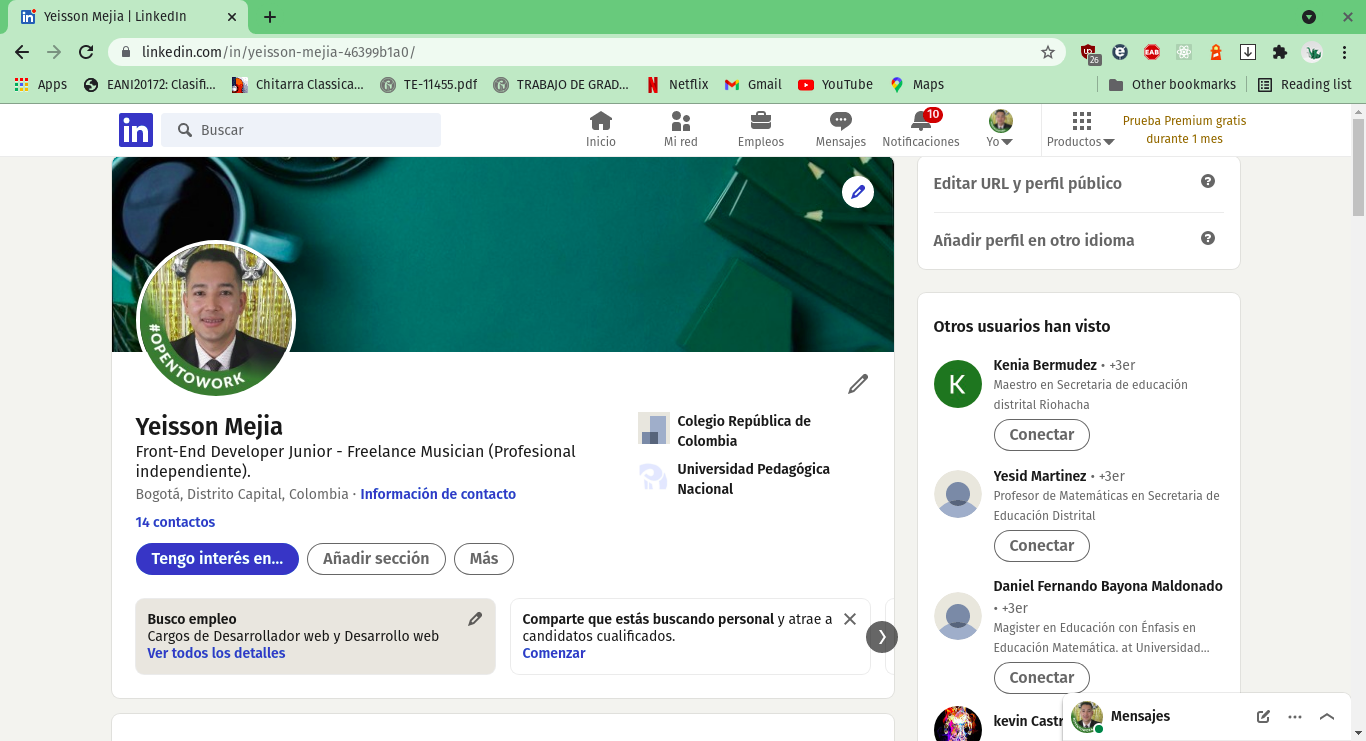 Yeisson Mejia | LinkedIn
linkedin.com/in/yeisson-mejia-46399b1a0/
26
EAB
Apps
EANI20172: Clasifi...
Chitarra Classica...
TE-11455.pdf
TRABAJO DE GRAD...
Netflix
Gmail
YouTube
Maps
Other bookmarks
Reading list
in
Buscar
Inicio
Mi red
Empleos
Mensajes
10
Notificaciones
Yo
Productos
Prueba Premium gratis
durante 1 mes
#OPENTOWORK
Yeisson Mejia
Front-End Developer Junior - Freelance Musician (Profesional
independiente).
Bogotá, Distrito Capital, Colombia · Información de contacto
14 contactos
Tengo interés en...
Añadir sección
Más
Colegio República de
Colombia
Universidad Pedagógica
Nacional
Busco empleo
Cargos de Desarrollador web y Desarrollo web
Ver todos los detalles
Comparte que estás buscando personal y atrae a
candidatos cualificados.
Comenzar
Editar URL y perfil público
Añadir perfil en otro idioma
Otros usuarios han visto
K
Kenia Bermudez • +3er
Maestro en Secretaria de educación
distrital Riohacha
Conectar
Yesid Martinez • +3er
Profesor de Matemáticas en Secretaria de
Educación Distrital
Conectar
Daniel Fernando Bayona Maldonado
• +3er
Magister en Educación con Énfasis en
Educación Matemática. at Universidad...
Conectar
kevin Castr
Mensajes